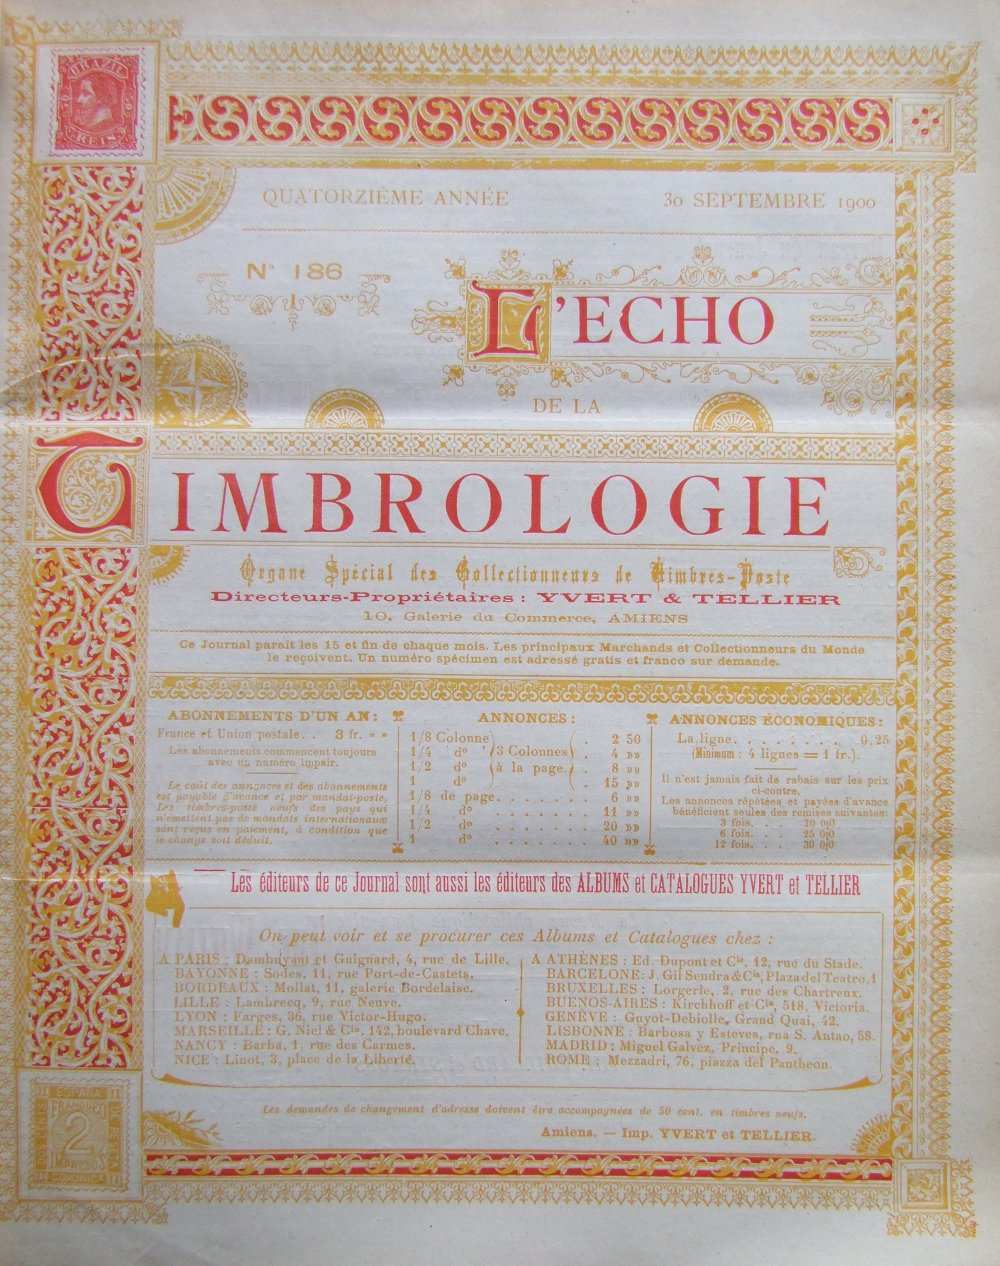 BRAZIL
REIS
QUATORZIÈME ANNÉE
30 SEPTEMBRE 1900
N° 186
L'ECHO
DE LA
TIMBROLOGIE
Organe Spécial des Collectionneurs de Timbres-Poste
Directeurs-Propriétaires : YVERT & TELLIER
10, Galerie du Commerce, AMIENS
Ce Journal parait les 15 et fin de chaque mois. Les principaux Marchands et Collectionneurs du Monde
le reçoivent. Un numéro spécimen est adressé gratis et franco sur demande.
ABONNEMENTS D'UN AN :
France et Union postale. . 3 fr. » »
Les abonnements commencent toujours
avec un numéro impair.
Le coût des annonces et des abonnements
est payable d'avance et par mandat-poste.
Les timbres-poste neufs des pays qui
n'émettent pas de mandats internationaux
sont reçus en paiement, à condition que
le change soit déduit.
ANNONCES :
1/8 Colonne . 2 50
1/4 d° (3 Colonnes) . 4 »»
1/2 d° (à la page.) . 8 »»
1 d° . 15 »»
1/8 de page. . . . . . . 6 »»
1/4 d° . . . . . . . 11 »»
1/2 d° . . . . . . . 20 »»
1 d° . . . . . . . 40 »»
ANNONCES ÉCONOMIQUES :
La ligne. . . . . . . . . 0.25
(Minimum : 4 lignes = 1 fr.).
Il n'est jamais fait de rabais sur les prix
ci-contre.
Les annonces répétées et payées d'avance
bénéficient seules des remises suivantes:
3 fois. . . 10 0/0
6 fois. . . 25 0/0
12 fois. . . 30 0/0
Les éditeurs de ce Journal sont aussi les éditeurs des ALBUMS et CATALOGUES YVERT et TELLIER
On peut voir et se procurer ces Albums et Catalogues chez :
A PARIS : Dambuyant et Guignard, 4, rue de Lille.
BAYONNE : Sodes, 11, rue Port-de-Castets.
BORDEAUX : Mollat, 11, galerie Bordelaise.
LILLE : Lambrecq, 9, rue Neuve.
LYON : Farges, 36, rue Victor-Hugo.
MARSEILLE : G. Niel & Cie, 142, boulevard Chave.
NANCY : Barba, 1, rue des Carmes.
NICE : Linot, 3, place de la Liberté.
A ATHÈNES : Ed. Dupont et Cie, 12, rue du Stade.
BARCELONE: J. Gil Sendra & Cia, Plaza del Teatro, 1
BRUXELLES : Lorgerie, 2, rue des Chartreux.
BUENOS-AIRES : Kirchhoff et Cia, 518, Victoria.
GENÈVE : Guyot-Debiolle, Grand Quai, 42.
LISBONNE : Barbosa y Esteves, rua S. Antao, 58.
MADRID : Miguel Galvez, Principe, 9.
ROME : Mezzadri, 76, piazza del Pantheon.
ESPANA
FRANQUEO
2
IMPRESOS
Les demandes de changement d'adresse doivent être accompagnées de 50 cent. en timbres neufs.
Amiens. — Imp. YVERT et TELLIER.